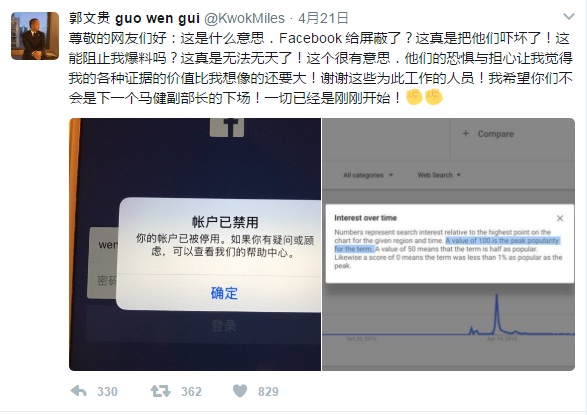 郭文贵 guo wen gui @KwokMiles · 4月21日
尊敬的网友们好：这是什么意思．Facebook 给屏蔽了？这真是把他们吓坏了！这
能阻止我爆料吗？这真是无法无天了！这个很有意思．他们的恐惧与担心让我觉得
我的各种证据的价值比我想像的还要大！谢谢这些为此工作的人员！我希望你们不
会是下一个马健副部长的下场！一切已经是刚刚开始！
帐户已禁用
你的帐户已被停用。如果你有疑问或顾
虑，可以查看我们的帮助中心。
确定
wen
密码
登录
+ Compare
All categories
Web Search
Interest over time
Numbers represent search interest relative to the highest point on the
chart for the given region and time. A value of 100 is the peak popularity
for the term. A value of 50 means that the term is half as popular.
Likewise a score of 0 means the term was less than 1% as popular as the
peak.
330
362
829